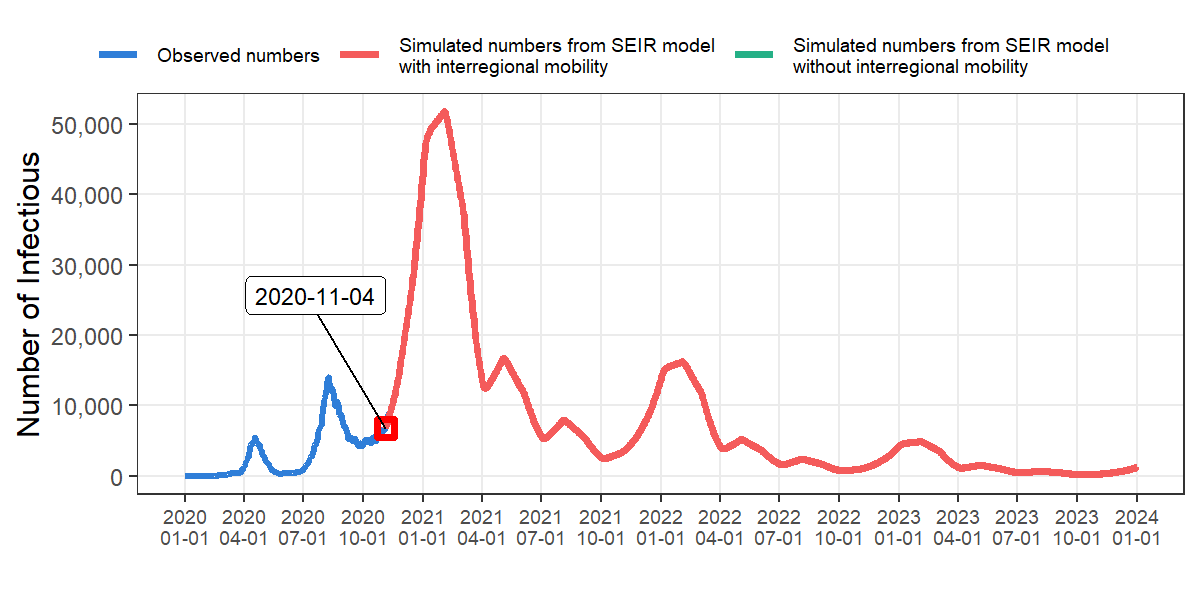 Observed numbers
Simulated numbers from SEIR model
with interregional mobility
Simulated numbers from SEIR model
without interregional mobility
Number of Infectious
50,000
40,000
30,000
20,000
10,000
0
2020-11-04
2020 2020 2020 2020 2021 2021 2021 2021 2022 2022 2022 2022 2023 2023 2023 2023 2024
01-01 04-01 07-01 10-01 01-01 04-01 07-01 10-01 01-01 04-01 07-01 10-01 01-01 04-01 07-01 10-01 01-01